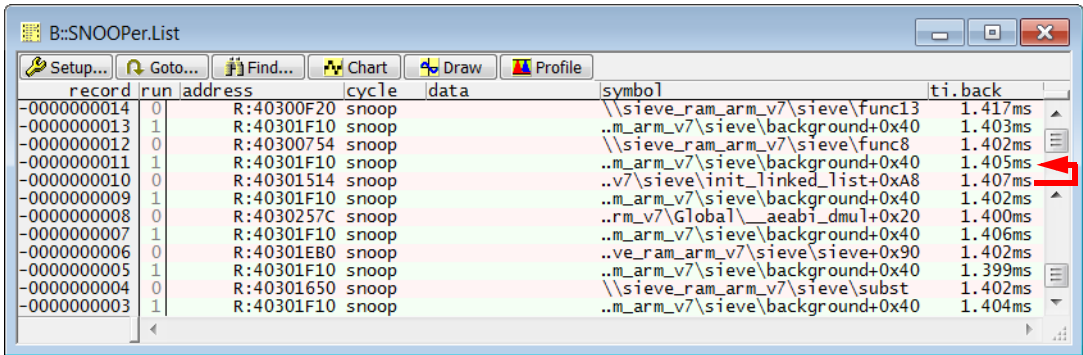 B::SNOOPer.List
Setup... Goto... Find... Chart Draw Profile
record run address cycle data symbol ti.back
-0000000014 0 R:40300F20 snoop \\sieve_ram_arm_v7\sieve\func13 1.417ms
-0000000013 1 R:40301F10 snoop ..m_arm_v7\sieve\background+0x40 1.403ms
-0000000012 0 R:40300754 snoop \\sieve_ram_arm_v7\sieve\func8 1.402ms
-0000000011 1 R:40301F10 snoop ..m_arm_v7\sieve\background+0x40 1.405ms
-0000000010 0 R:40301514 snoop ..v7\sieve\init_linked_list+0xA8 1.407ms
-0000000009 1 R:40301F10 snoop ..m_arm_v7\sieve\background+0x40 1.402ms
-0000000008 0 R:4030257C snoop ..rm_v7\Global\__aeabi_dmul+0x20 1.400ms
-0000000007 1 R:40301F10 snoop ..m_arm_v7\sieve\background+0x40 1.406ms
-0000000006 0 R:40301EB0 snoop ..ve_ram_arm_v7\sieve\sieve+0x90 1.402ms
-0000000005 1 R:40301F10 snoop ..m_arm_v7\sieve\background+0x40 1.399ms
-0000000004 0 R:40301650 snoop \\sieve_ram_arm_v7\sieve\subst 1.402ms
-0000000003 1 R:40301F10 snoop ..m_arm_v7\sieve\background+0x40 1.404ms